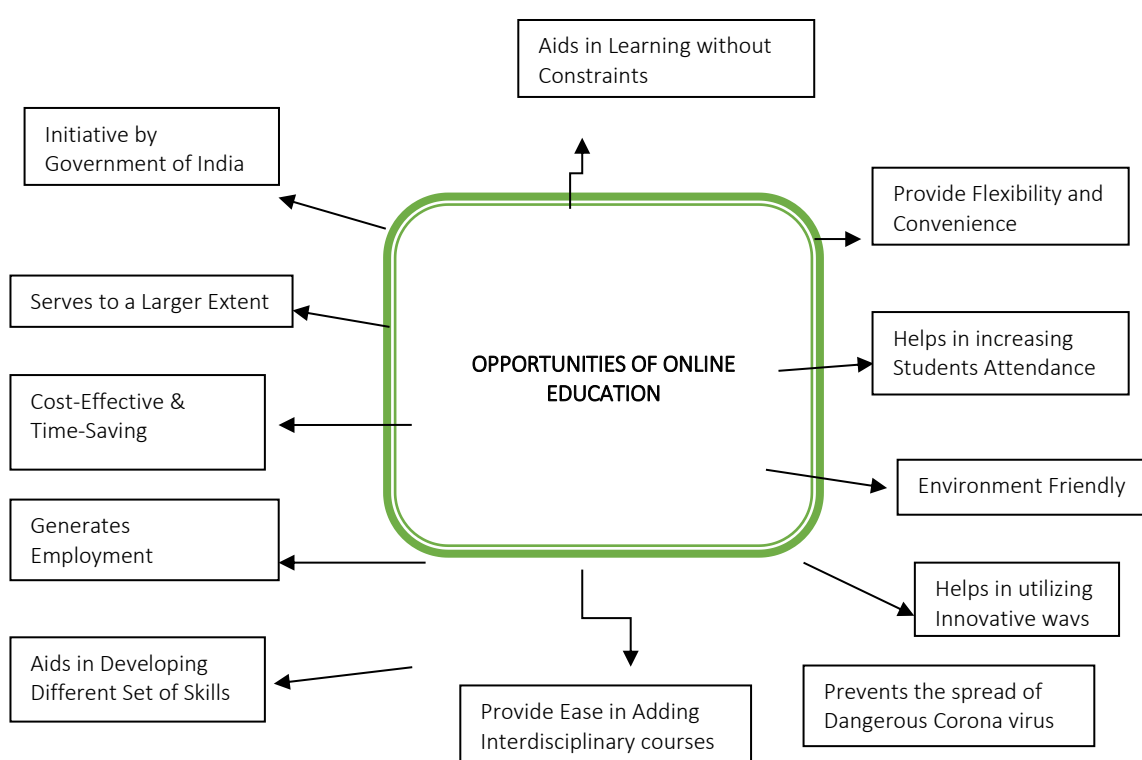 Aids in Learning without
Constraints
Initiative by
Government of India
Provide Flexibility and
Convenience
Serves to a Larger Extent
OPPORTUNITIES OF ONLINE
EDUCATION
Helps in increasing
Students Attendance
Cost-Effective &
Time-Saving
Environment Friendly
Generates
Employment
Helps in utilizing
Innovative ways
Aids in Developing
Different Set of Skills
Provide Ease in Adding
Interdisciplinary courses
Prevents the spread of
Dangerous Corona virus